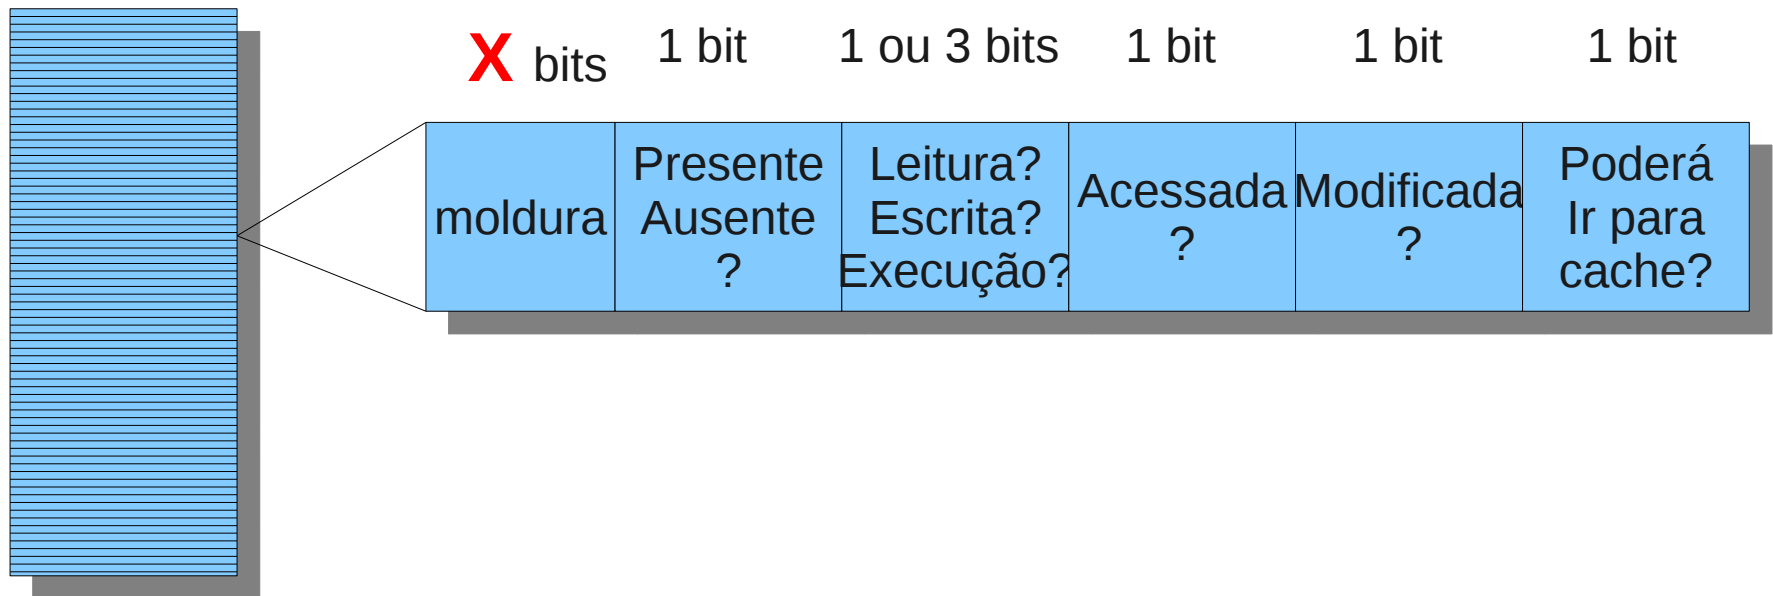 X bits 1 bit 1 ou 3 bits 1 bit 1 bit 1 bit
moldura
Presente
Ausente
?
Leitura?
Escrita?
Execução?
Acessada
?
Modificada
?
Poderá
Ir para
cache?